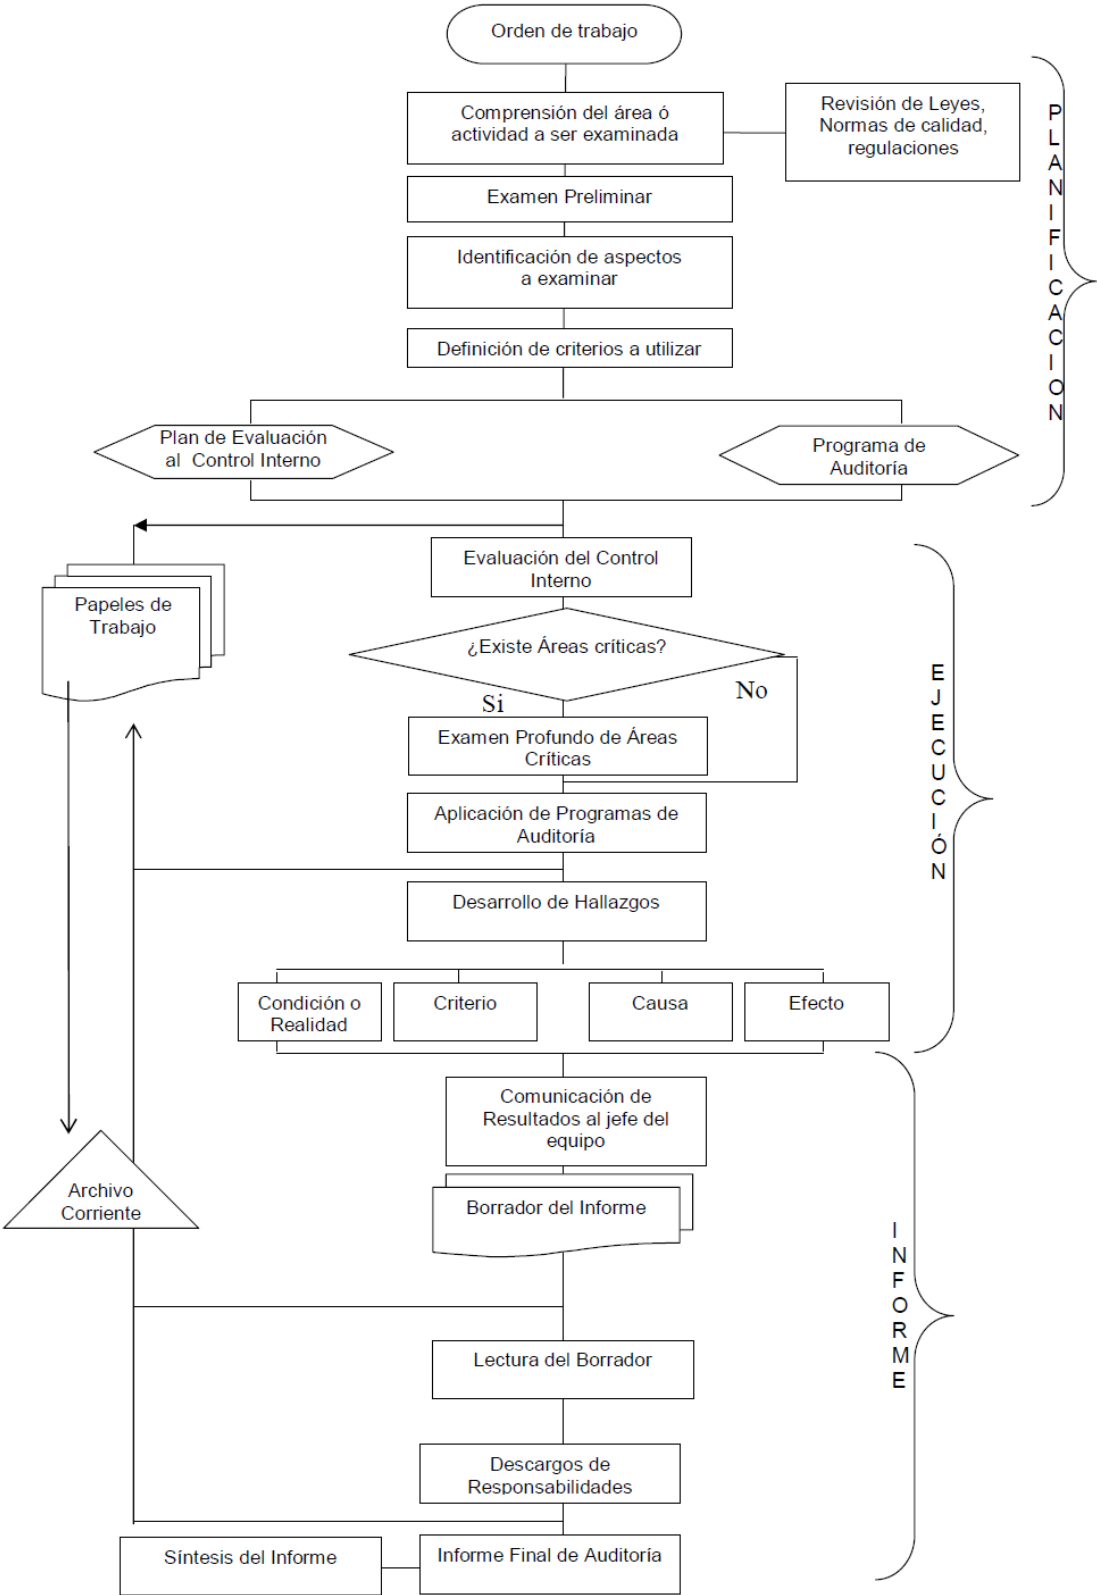 Orden de trabajo
Comprensión del área ó
actividad a ser examinada
Revisión de Leyes,
Normas de calidad,
regulaciones
Examen Preliminar
Identificación de aspectos
a examinar
Definición de criterios a utilizar
Plan de Evaluación
al Control Interno
Programa de
Auditoría
PLANIFICACION
Evaluación del Control
Interno
Papeles de
Trabajo
¿Existe Áreas críticas?
Si
No
Examen Profundo de Áreas
Críticas
Aplicación de Programas de
Auditoría
Desarrollo de Hallazgos
Condición o
Realidad
Criterio
Causa
Efecto
EJECUCIÓN
Comunicación de
Resultados al jefe del
equipo
Archivo
Corriente
Borrador del Informe
Lectura del Borrador
Descargos de
Responsabilidades
Síntesis del Informe
Informe Final de Auditoría
INFORME